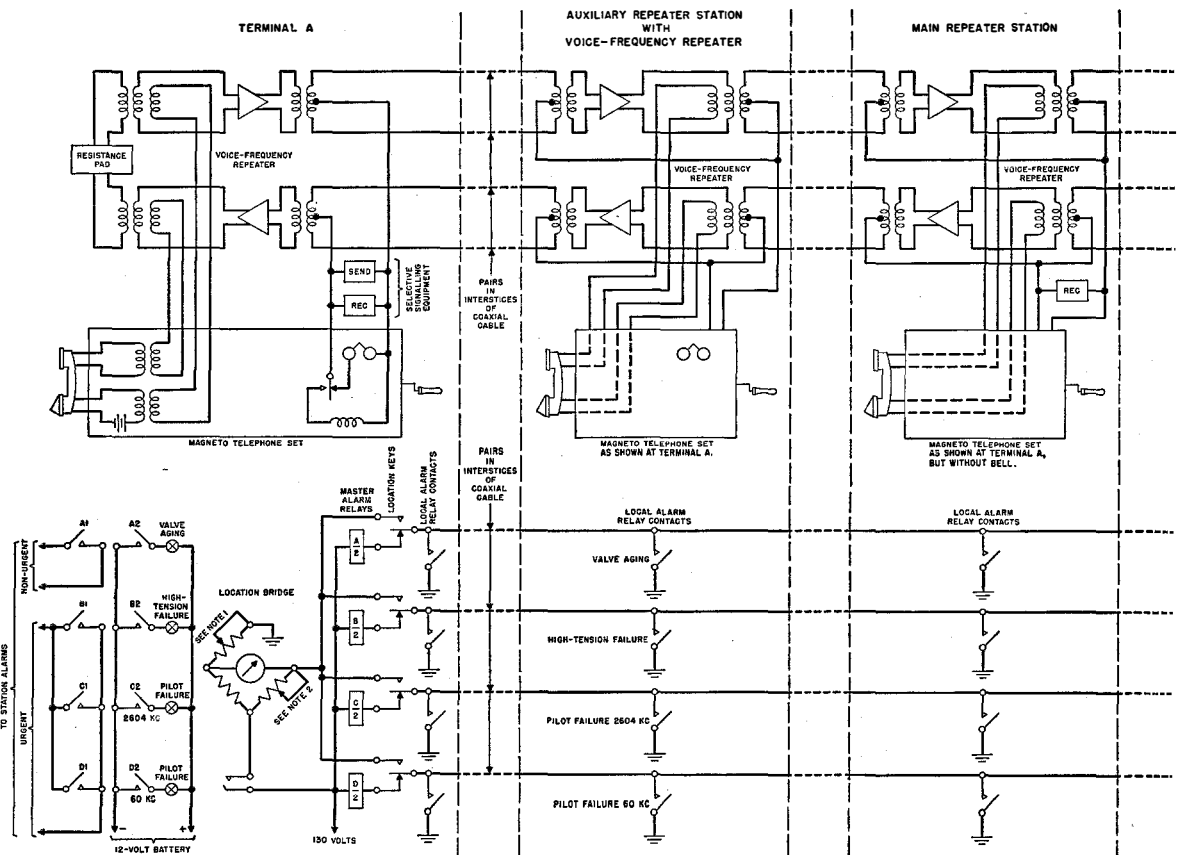 TERMINAL A
AUXILIARY REPEATER STATION
WITH
VOICE-FREQUENCY REPEATER
MAIN REPEATER STATION
RESISTANCE
PAD
VOICE-FREQUENCY
REPEATER
VOICE-FREQUENCY
REPEATER
VOICE-FREQUENCY
REPEATER
SEND
REC
SELECTIVE
SIGNALLING
EQUIPMENT
PAIRS
IN
INTERSTICES
OF
COAXIAL
CABLE
REC
MAGNETO TELEPHONE SET
MAGNETO TELEPHONE SET
AS SHOWN AT TERMINAL A.
MAGNETO TELEPHONE SET
AS SHOWN AT TERMINAL A,
BUT WITHOUT BELL.
MASTER
ALARM
RELAYS
LOCATION KEYS
LOCAL ALARM
RELAY CONTACTS
PAIRS
IN
INTERSTICES
OF
COAXIAL
CABLE
LOCAL ALARM
RELAY CONTACTS
LOCAL ALARM
RELAY CONTACTS
TO STATION ALARMS
NON-URGENT
URGENT
A1
A2
VALVE
AGING
A
2
VALVE AGING
B1
B2
HIGH-
TENSION
FAILURE
LOCATION BRIDGE
SEE NOTE 1
SEE NOTE 2
B
2
HIGH-TENSION FAILURE
C1
C2
2604 KC
PILOT
FAILURE
C
2
PILOT FAILURE 2604 KC
D1
D2
60 KC
PILOT
FAILURE
D
2
PILOT FAILURE 60 KC
- +
12-VOLT BATTERY
130 VOLTS